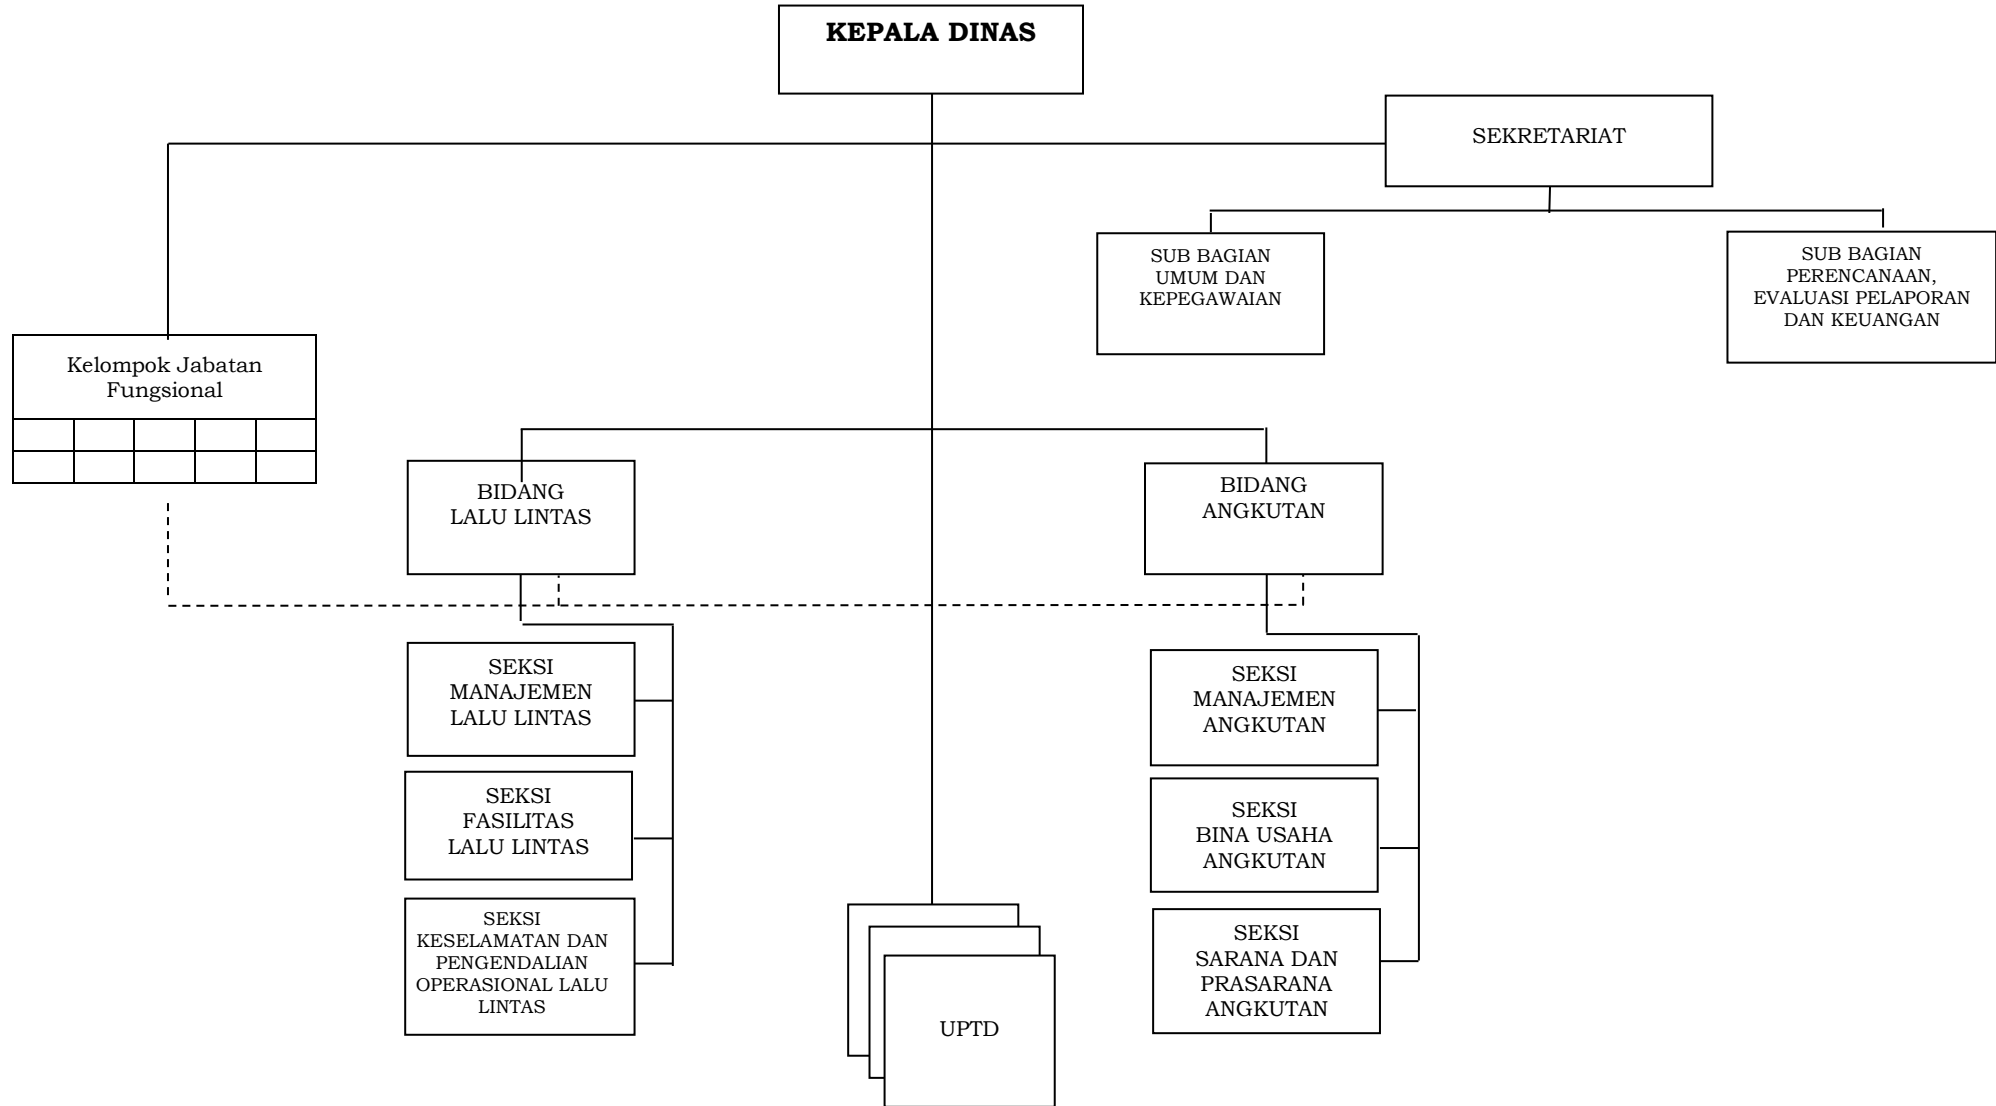 KEPALA DINAS
SEKRETARIAT
SUB BAGIAN
UMUM DAN
KEPEGAWAIAN
SUB BAGIAN
PERENCANAAN,
EVALUASI PELAPORAN
DAN KEUANGAN
Kelompok Jabatan
Fungsional
BIDANG
LALU LINTAS
BIDANG
ANGKUTAN
SEKSI
MANAJEMEN
LALU LINTAS
SEKSI
FASILITAS
LALU LINTAS
SEKSI
KESELAMATAN DAN
PENGENDALIAN
OPERASIONAL LALU
LINTAS
SEKSI
MANAJEMEN
ANGKUTAN
SEKSI
BINA USAHA
ANGKUTAN
SEKSI
SARANA DAN
PRASARANA
ANGKUTAN
UPTD